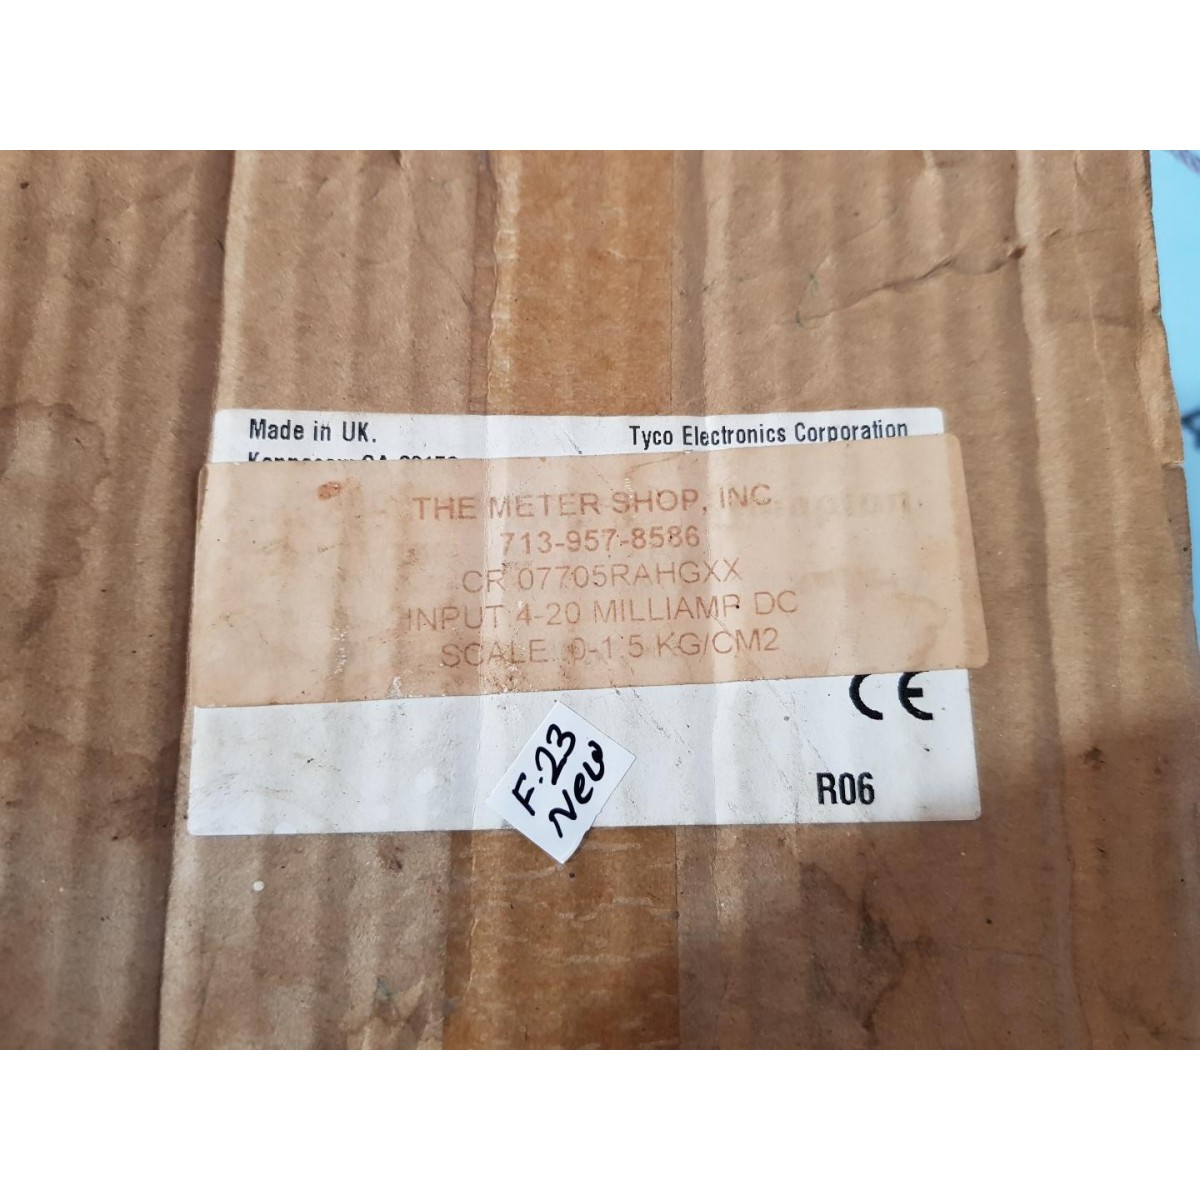 Made in UK.
Tyco Electronics Corporation
THE METER SHOP, INC
713-957-8586
CR 07705RAHGXX
INPUT 4-20 MILLIAMP DC
SCALE 0-1.5 KG/CM2
CE
R06
F-23
New